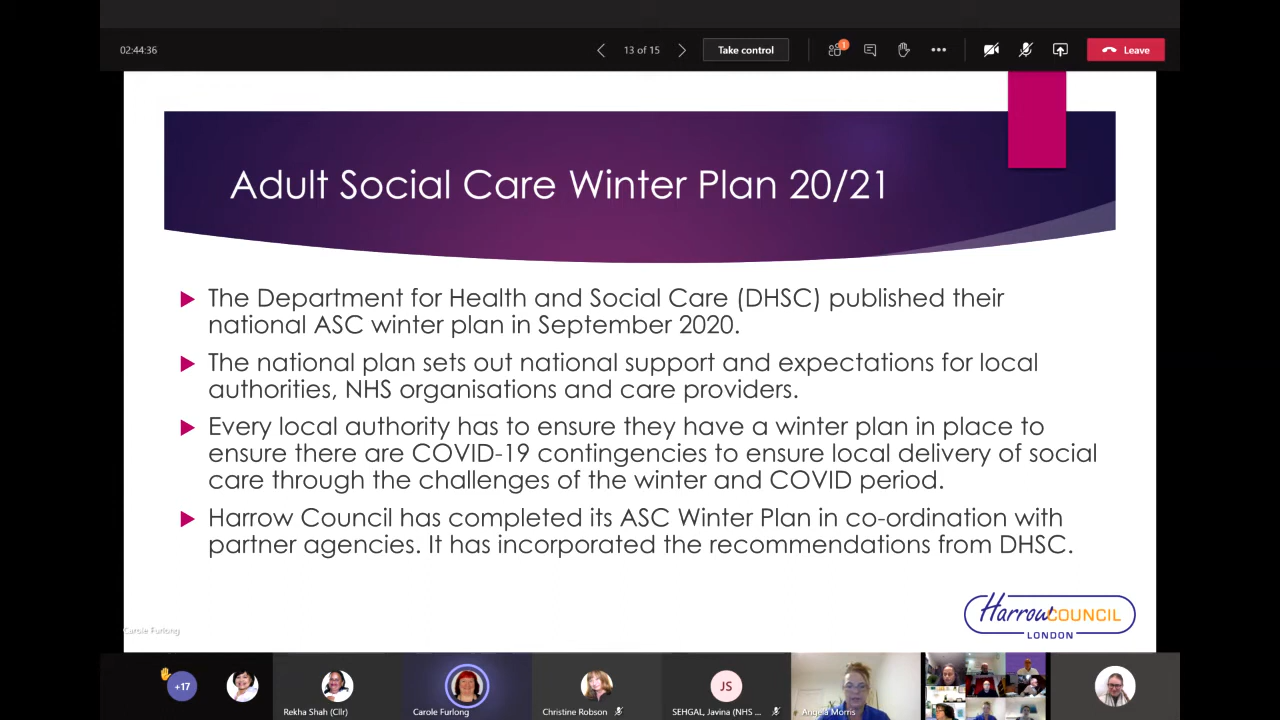 02:44:36
13 of 15
Take control
1
Leave
Adult Social Care Winter Plan 20/21
The Department for Health and Social Care (DHSC) published their
national ASC winter plan in September 2020.
The national plan sets out national support and expectations for local
authorities, NHS organisations and care providers.
Every local authority has to ensure they have a winter plan in place to
ensure there are COVID-19 contingencies to ensure local delivery of social
care through the challenges of the winter and COVID period.
Harrow Council has completed its ASC Winter Plan in co-ordination with
partner agencies. It has incorporated the recommendations from DHSC.
HarrowCOUNCIL
LONDON
Carole Furlong
+17
Rekha Shah (Cllr)
Carole Furlong
Christine Robson
JS
SEHGAL, Javina (NHS ...
Angela Morris